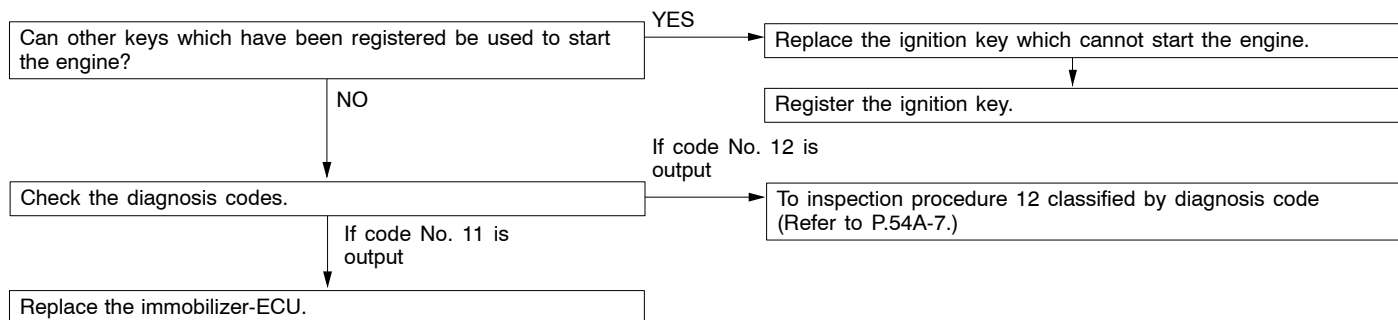 YES
Can other keys which have been registered be used to start
the engine?
Replace the ignition key which cannot start the engine.
NO
Register the ignition key.
If code No. 12 is
output
Check the diagnosis codes.
To inspection procedure 12 classified by diagnosis code
(Refer to P.54A-7.)
If code No. 11 is
output
Replace the immobilizer-ECU.